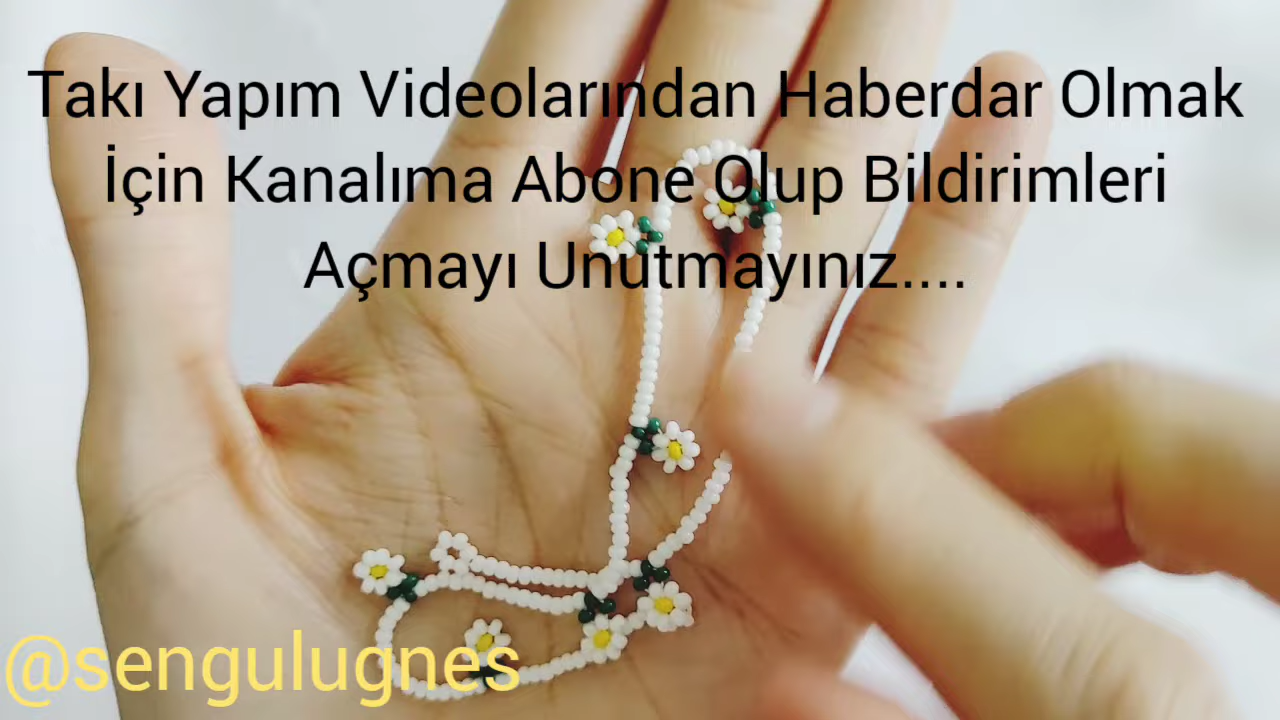 Takı Yapım Videolarından Haberdar Olmak
İçin Kanalıma Abone Olup Bildirimleri
Açmayı Unutmayınız....
@sengulugnes